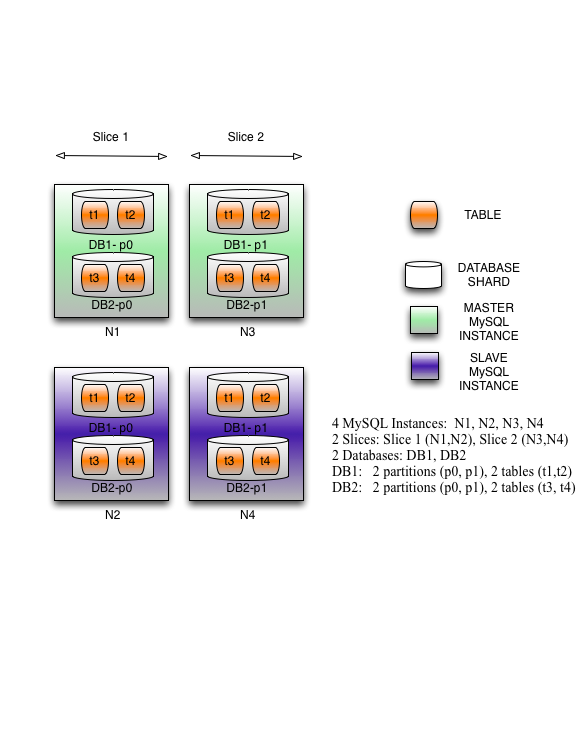 Slice 1
Slice 2
t1 t2
DB1- p0
t3 t4
DB2-p0
N1
t1 t2
DB1- p1
t3 t4
DB2-p1
N3
t1 t2
DB1- p0
t3 t4
DB2-p0
N2
t1 t2
DB1- p1
t3 t4
DB2-p1
N4
TABLE
DATABASE
SHARD
MASTER
MySQL
INSTANCE
SLAVE
MySQL
INSTANCE
4 MySQL Instances: N1, N2, N3, N4
2 Slices: Slice 1 (N1,N2), Slice 2 (N3,N4)
2 Databases: DB1, DB2
DB1: 2 partitions (p0, p1), 2 tables (t1,t2)
DB2: 2 partitions (p0, p1), 2 tables (t3, t4)